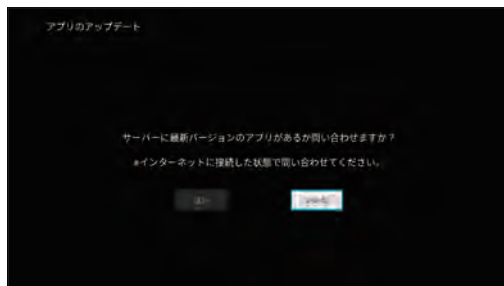 アプリのアップデート
サーバーに最新バージョンのアプリがあるか問い合わせますか？
※インターネットに接続した状態で問い合わせてください。
はい